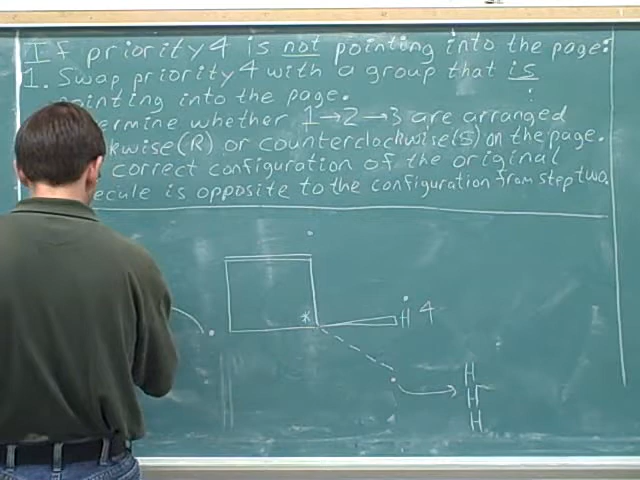 If priority 4 is not pointing into the page:
1. Swap priority 4 with a group that is
pointing into the page.
ermine whether 1→2→3 are arranged
kwise (R) or counterclockwise (S) on the page.
correct configuration of the original
ecule is opposite to the configuration from step two.
*
H 4
H
H
H